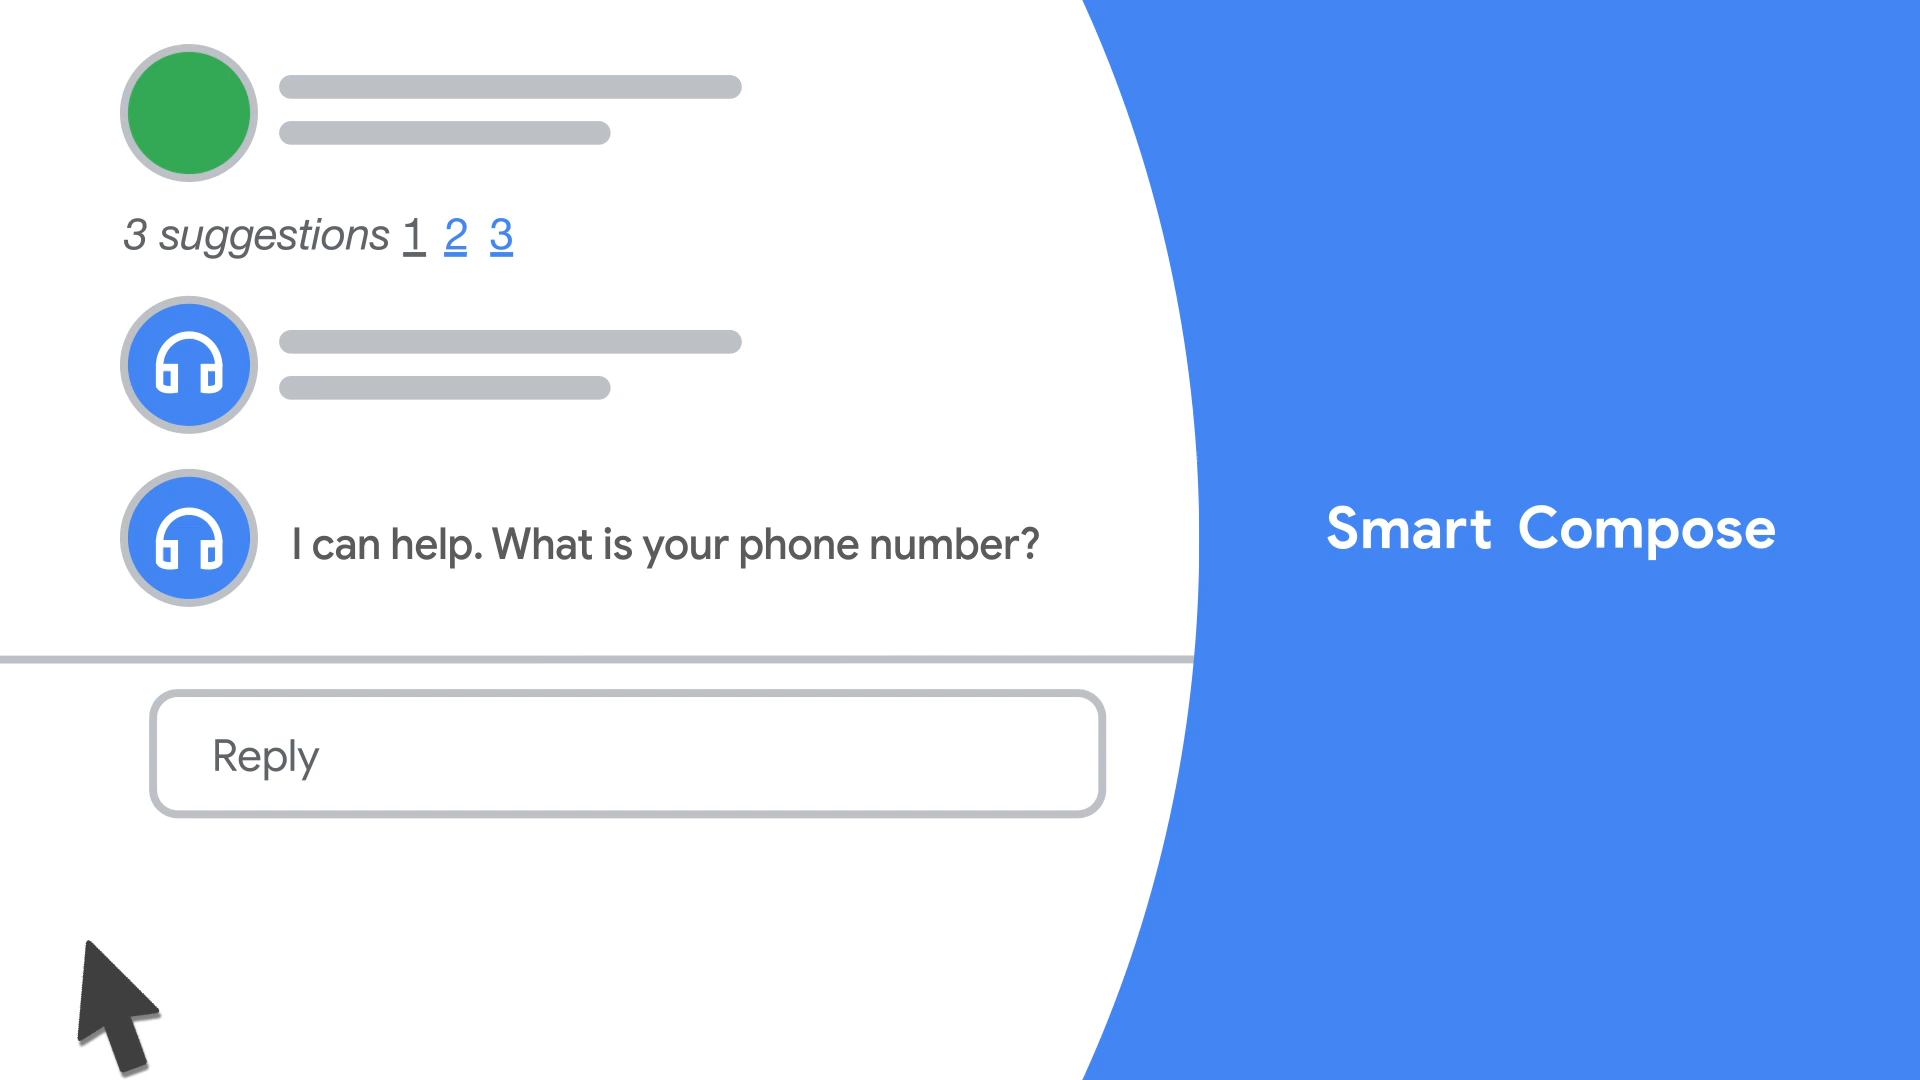 3 suggestions 1 2 3
I can help. What is your phone number?
Reply
Smart Compose